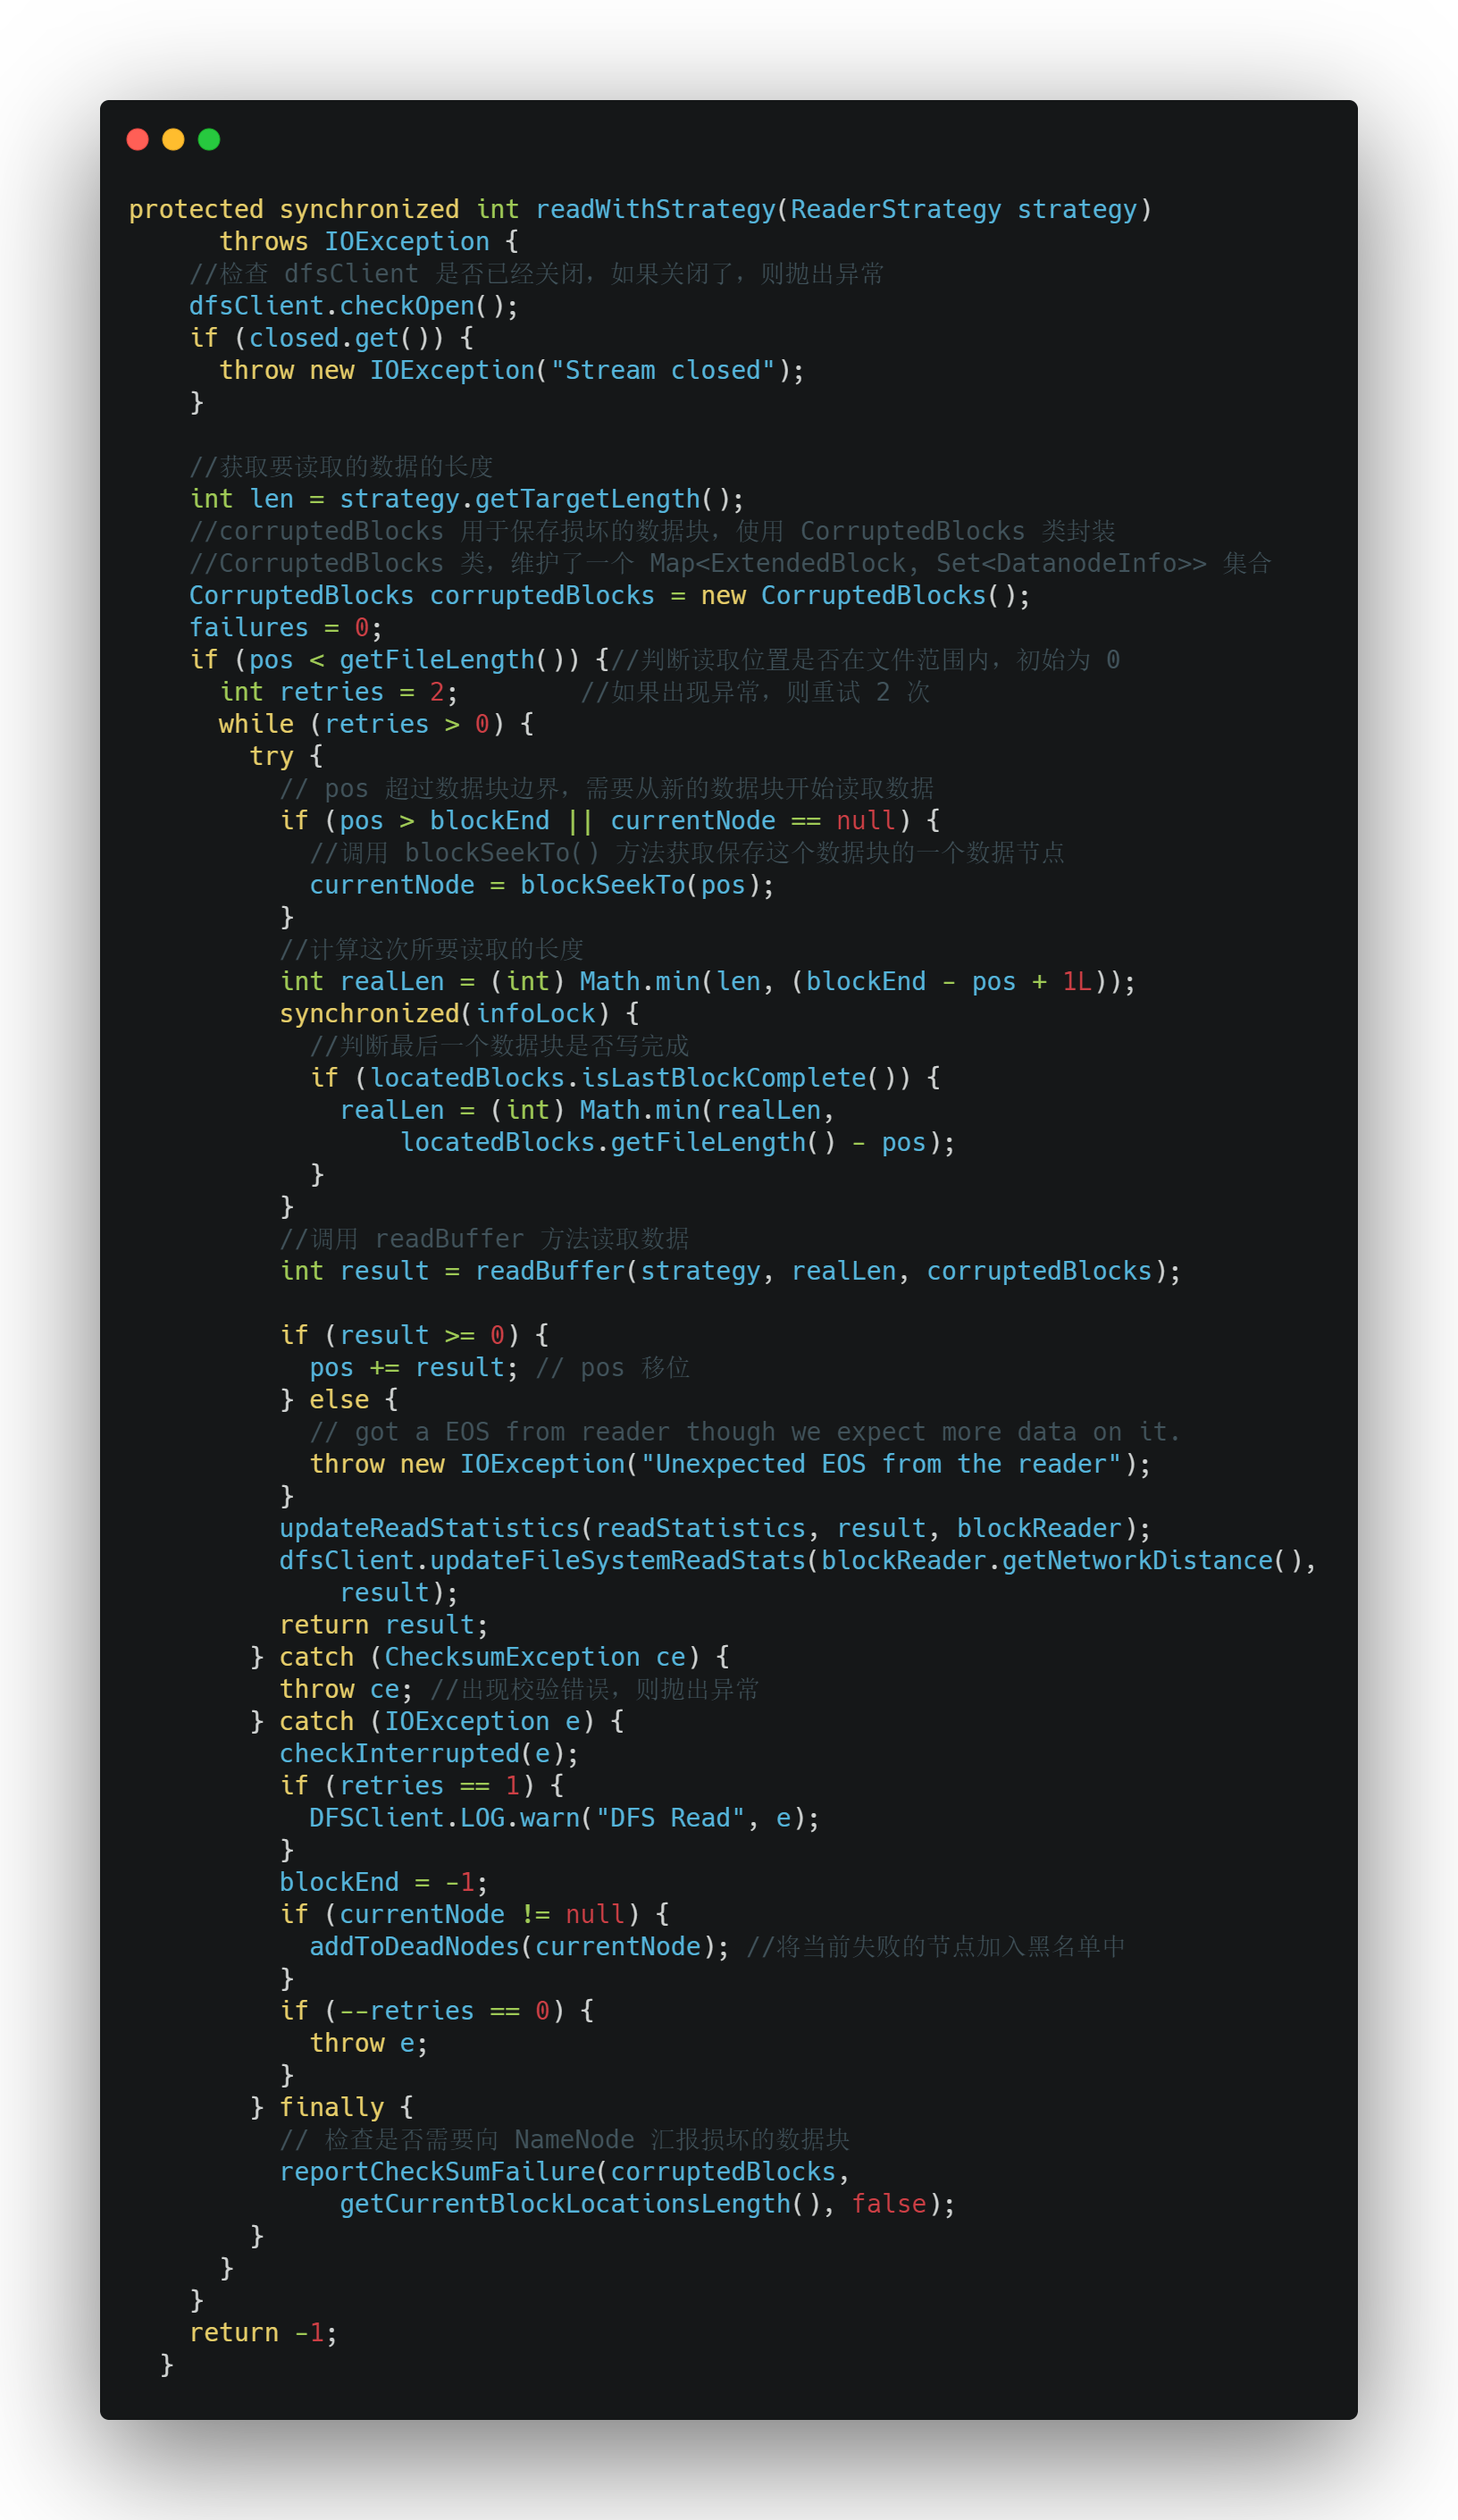 protected synchronized int readWithStrategy(ReaderStrategy strategy)
      throws IOException {
    //检查 dfsClient 是否已经关闭，如果关闭了，则抛出异常
    dfsClient.checkOpen();
    if (closed.get()) {
      throw new IOException("Stream closed");
    }

    //获取要读取的数据的长度
    int len = strategy.getTargetLength();
    //corruptedBlocks 用于保存损坏的数据块，使用 CorruptedBlocks 类封装
    //CorruptedBlocks 类，维护了一个 Map<ExtendedBlock, Set<DatanodeInfo>> 集合
    CorruptedBlocks corruptedBlocks = new CorruptedBlocks();
    failures = 0;
    if (pos < getFileLength()) {//判断读取位置是否在文件范围内，初始为 0
      int retries = 2;        //如果出现异常，则重试 2 次
      while (retries > 0) {
        try {
          // pos 超过数据块边界，需要从新的数据块开始读取数据
          if (pos > blockEnd || currentNode == null) {
            //调用 blockSeekTo() 方法获取保存这个数据块的一个数据节点
            currentNode = blockSeekTo(pos);
          }
          //计算这次所要读取的长度
          int realLen = (int) Math.min(len, (blockEnd - pos + 1L));
          synchronized(infoLock) {
            //判断最后一个数据块是否写完成
            if (locatedBlocks.isLastBlockComplete()) {
              realLen = (int) Math.min(realLen,
                  locatedBlocks.getFileLength() - pos);
            }
          }
          //调用 readBuffer 方法读取数据
          int result = readBuffer(strategy, realLen, corruptedBlocks);

          if (result >= 0) {
            pos += result; // pos 移位
          } else {
            // got a EOS from reader though we expect more data on it.
            throw new IOException("Unexpected EOS from the reader");
          }
          updateReadStatistics(readStatistics, result, blockReader);
          dfsClient.updateFileSystemReadStats(blockReader.getNetworkDistance(),
              result);
          return result;
        } catch (ChecksumException ce) {
          throw ce; //出现校验错误，则抛出异常
        } catch (IOException e) {
          checkInterrupted(e);
          if (retries == 1) {
            DFSClient.LOG.warn("DFS Read", e);
          }
          blockEnd = -1;
          if (currentNode != null) {
            addToDeadNodes(currentNode); //将当前失败的节点加入黑名单中
          }
          if (--retries == 0) {
            throw e;
          }
        } finally {
          // 检查是否需要向 NameNode 汇报损坏的数据块
          reportCheckSumFailure(corruptedBlocks,
              getCurrentBlockLocationsLength(), false);
        }
      }
    }
    return -1;
  }